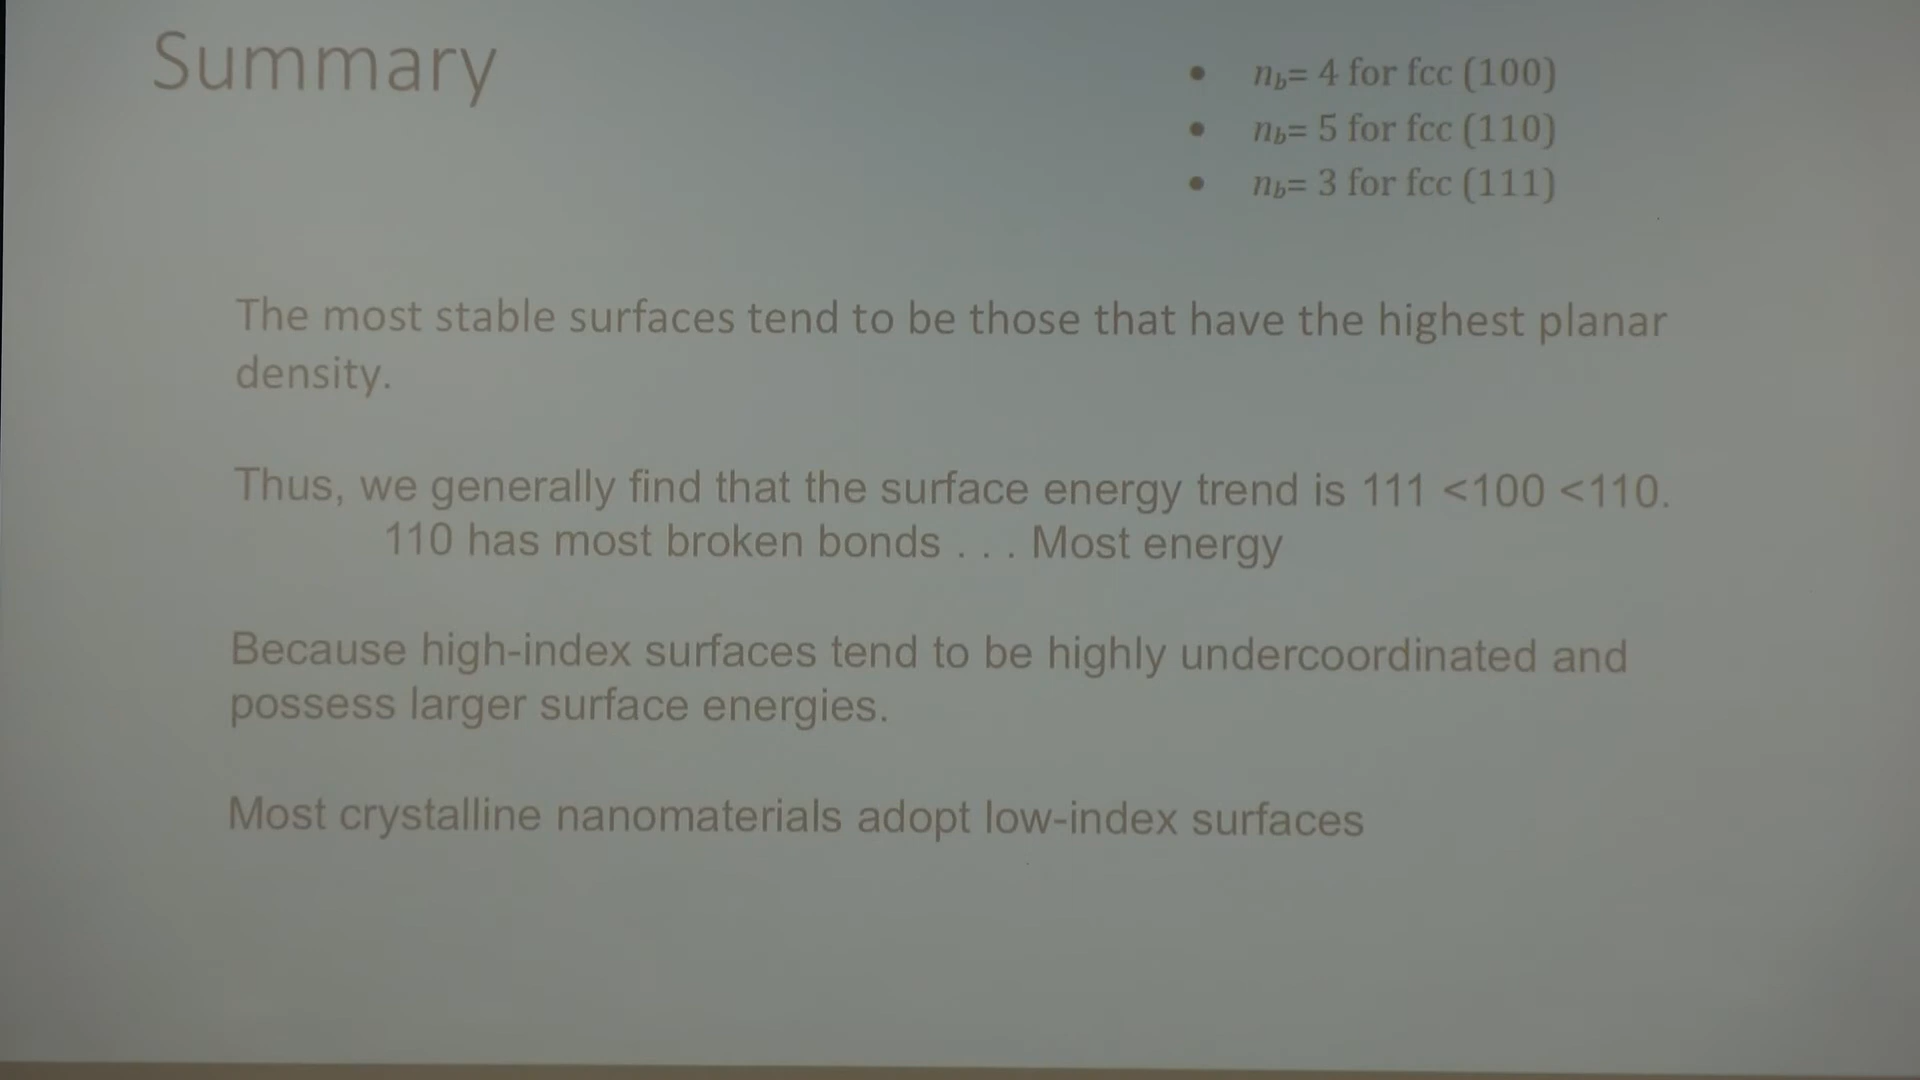 Summary
• nb= 4 for fcc (100)
• nb= 5 for fcc (110)
• nb= 3 for fcc (111)
The most stable surfaces tend to be those that have the highest planar
density.
Thus, we generally find that the surface energy trend is 111 <100 <110.
110 has most broken bonds . . . Most energy
Because high-index surfaces tend to be highly undercoordinated and
possess larger surface energies.
Most crystalline nanomaterials adopt low-index surfaces